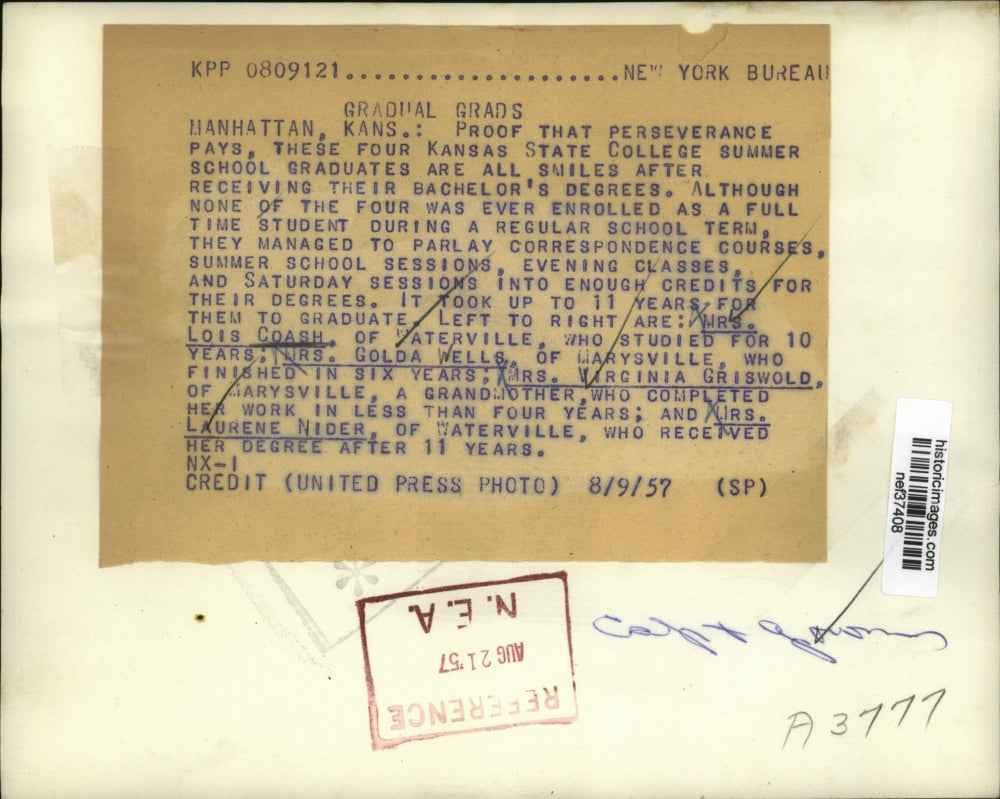 KPP 0809121....................NEW YORK BUREAU
GRADUAL GRADS
MANHATTAN, KANS.: PROOF THAT PERSEVERANCE
PAYS, THESE FOUR KANSAS STATE COLLEGE SUMMER
SCHOOL GRADUATES ARE ALL SMILES AFTER
RECEIVING THEIR BACHELOR'S DEGREES. ALTHOUGH
NONE OF THE FOUR WAS EVER ENROLLED AS A FULL
TIME STUDENT DURING A REGULAR SCHOOL TERM,
THEY MANAGED TO PARLAY CORRESPONDENCE COURSES,
SUMMER SCHOOL SESSIONS, EVENING CLASSES,
AND SATURDAY SESSIONS INTO ENOUGH CREDITS FOR
THEIR DEGREES. IT TOOK UP TO 11 YEARS FOR
THEM TO GRADUATE. LEFT TO RIGHT ARE: MRS.
LOIS COASH, OF WATERVILLE, WHO STUDIED FOR 10
YEARS; MRS. GOLDA WELLS, OF MARYSVILLE, WHO
FINISHED IN SIX YEARS; MRS. VIRGINIA GRISWOLD,
OF MARYSVILLE, A GRANDMOTHER, WHO COMPLETED
HER WORK IN LESS THAN FOUR YEARS; AND MRS.
LAURENE NIDER, OF WATERVILLE, WHO RECEIVED
HER DEGREE AFTER 11 YEARS.
NX-1
CREDIT (UNITED PRESS PHOTO) 8/9/57 (SP)
historicimages.com
nef37408
REFERENCE
AUG 21 '57
N.E.A.
A3777